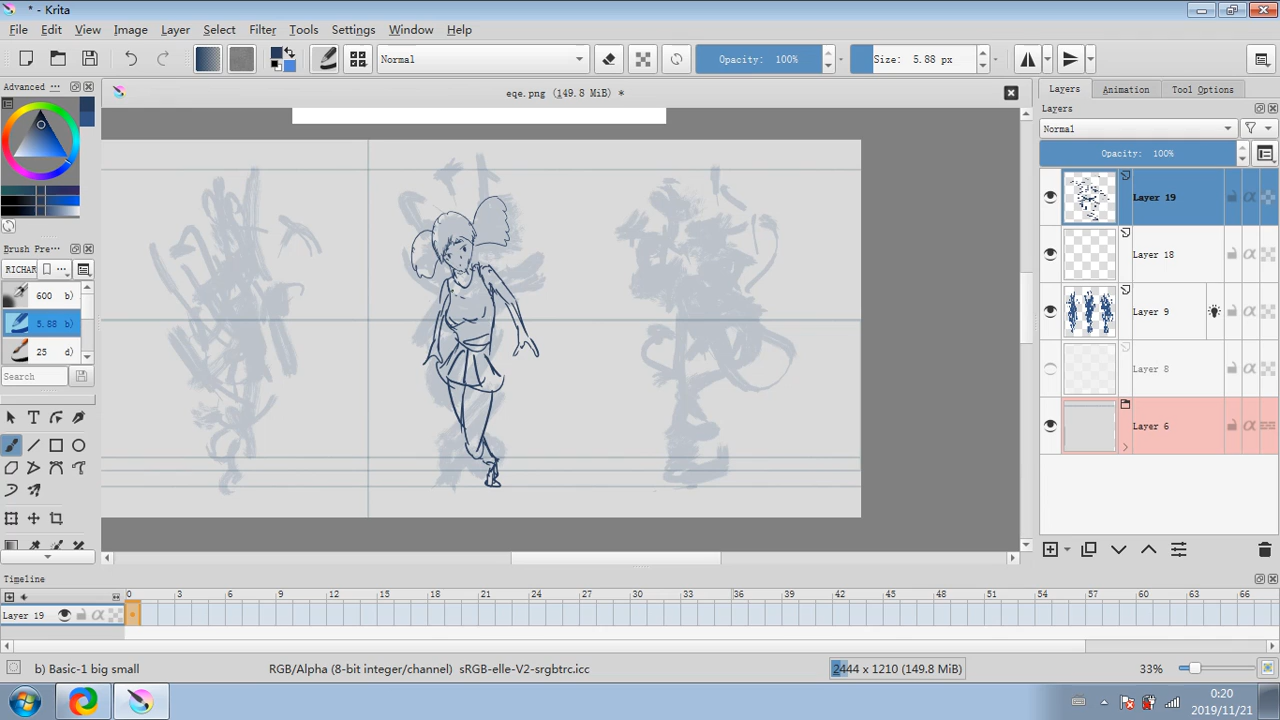 * - Krita
File Edit View Image Layer Select Filter Tools Settings Window Help
Normal
Opacity: 100%
Size: 5.88 px
Advanced ···
eqe.png (149.8 MiB) *
Layers Animation Tool Options
Layers
Normal
Opacity: 100%
Layer 19
Layer 18
Layer 9
Layer 8
Layer 6
Brush Pre···
RICHAR
600 b)
5.88 b)
25 d)
Search
Timeline
0 3 6 9 12 15 18 21 24 27 30 33 36 39 42 45 48 51 54 57 60 63 66
Layer 19
b) Basic-1 big small
RGB/Alpha (8-bit integer/channel) sRGB-elle-V2-srgbtrc.icc
2444 x 1210 (149.8 MiB)
33%
0:20
2019/11/21